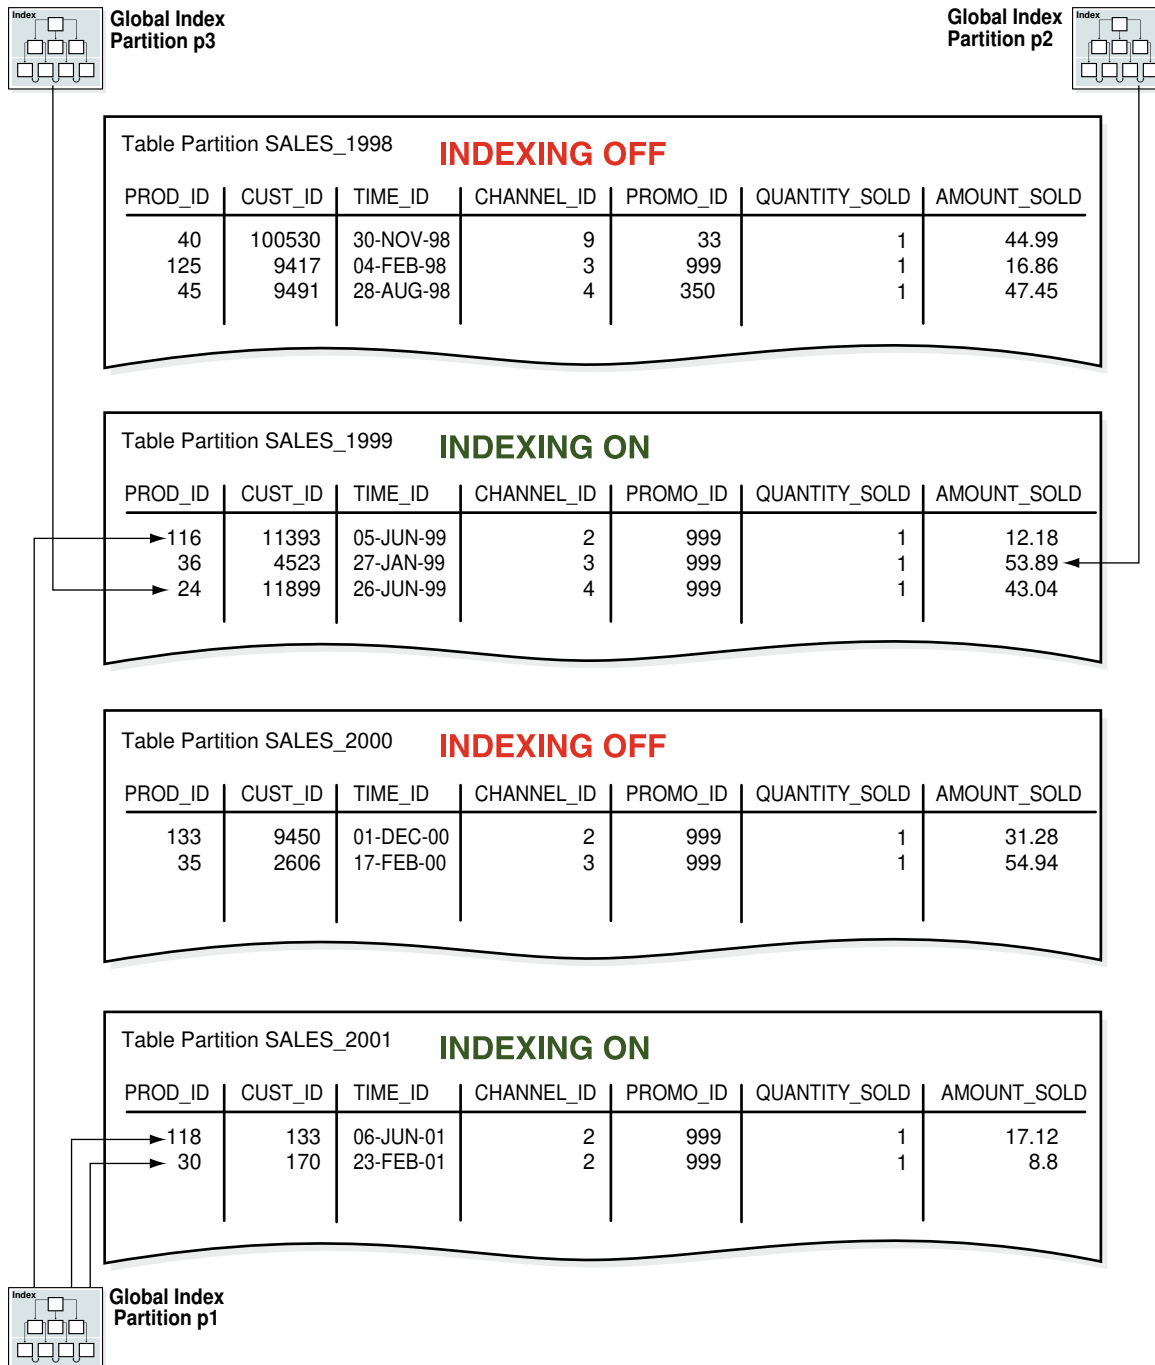 Index
Global Index
Partition p3
Global Index
Partition p2
Index
Table Partition SALES_1998
INDEXING OFF
PROD_ID CUST_ID TIME_ID CHANNEL_ID PROMO_ID QUANTITY_SOLD AMOUNT_SOLD
40 100530 30-NOV-98 9 33 1 44.99
125 9417 04-FEB-98 3 999 1 16.86
45 9491 28-AUG-98 4 350 1 47.45
Table Partition SALES_1999
INDEXING ON
PROD_ID CUST_ID TIME_ID CHANNEL_ID PROMO_ID QUANTITY_SOLD AMOUNT_SOLD
116 11393 05-JUN-99 2 999 1 12.18
36 4523 27-JAN-99 3 999 1 53.89
24 11899 26-JUN-99 4 999 1 43.04
Table Partition SALES_2000
INDEXING OFF
PROD_ID CUST_ID TIME_ID CHANNEL_ID PROMO_ID QUANTITY_SOLD AMOUNT_SOLD
133 9450 01-DEC-00 2 999 1 31.28
35 2606 17-FEB-00 3 999 1 54.94
Table Partition SALES_2001
INDEXING ON
PROD_ID CUST_ID TIME_ID CHANNEL_ID PROMO_ID QUANTITY_SOLD AMOUNT_SOLD
118 133 06-JUN-01 2 999 1 17.12
30 170 23-FEB-01 2 999 1 8.8
Index
Global Index
Partition p1